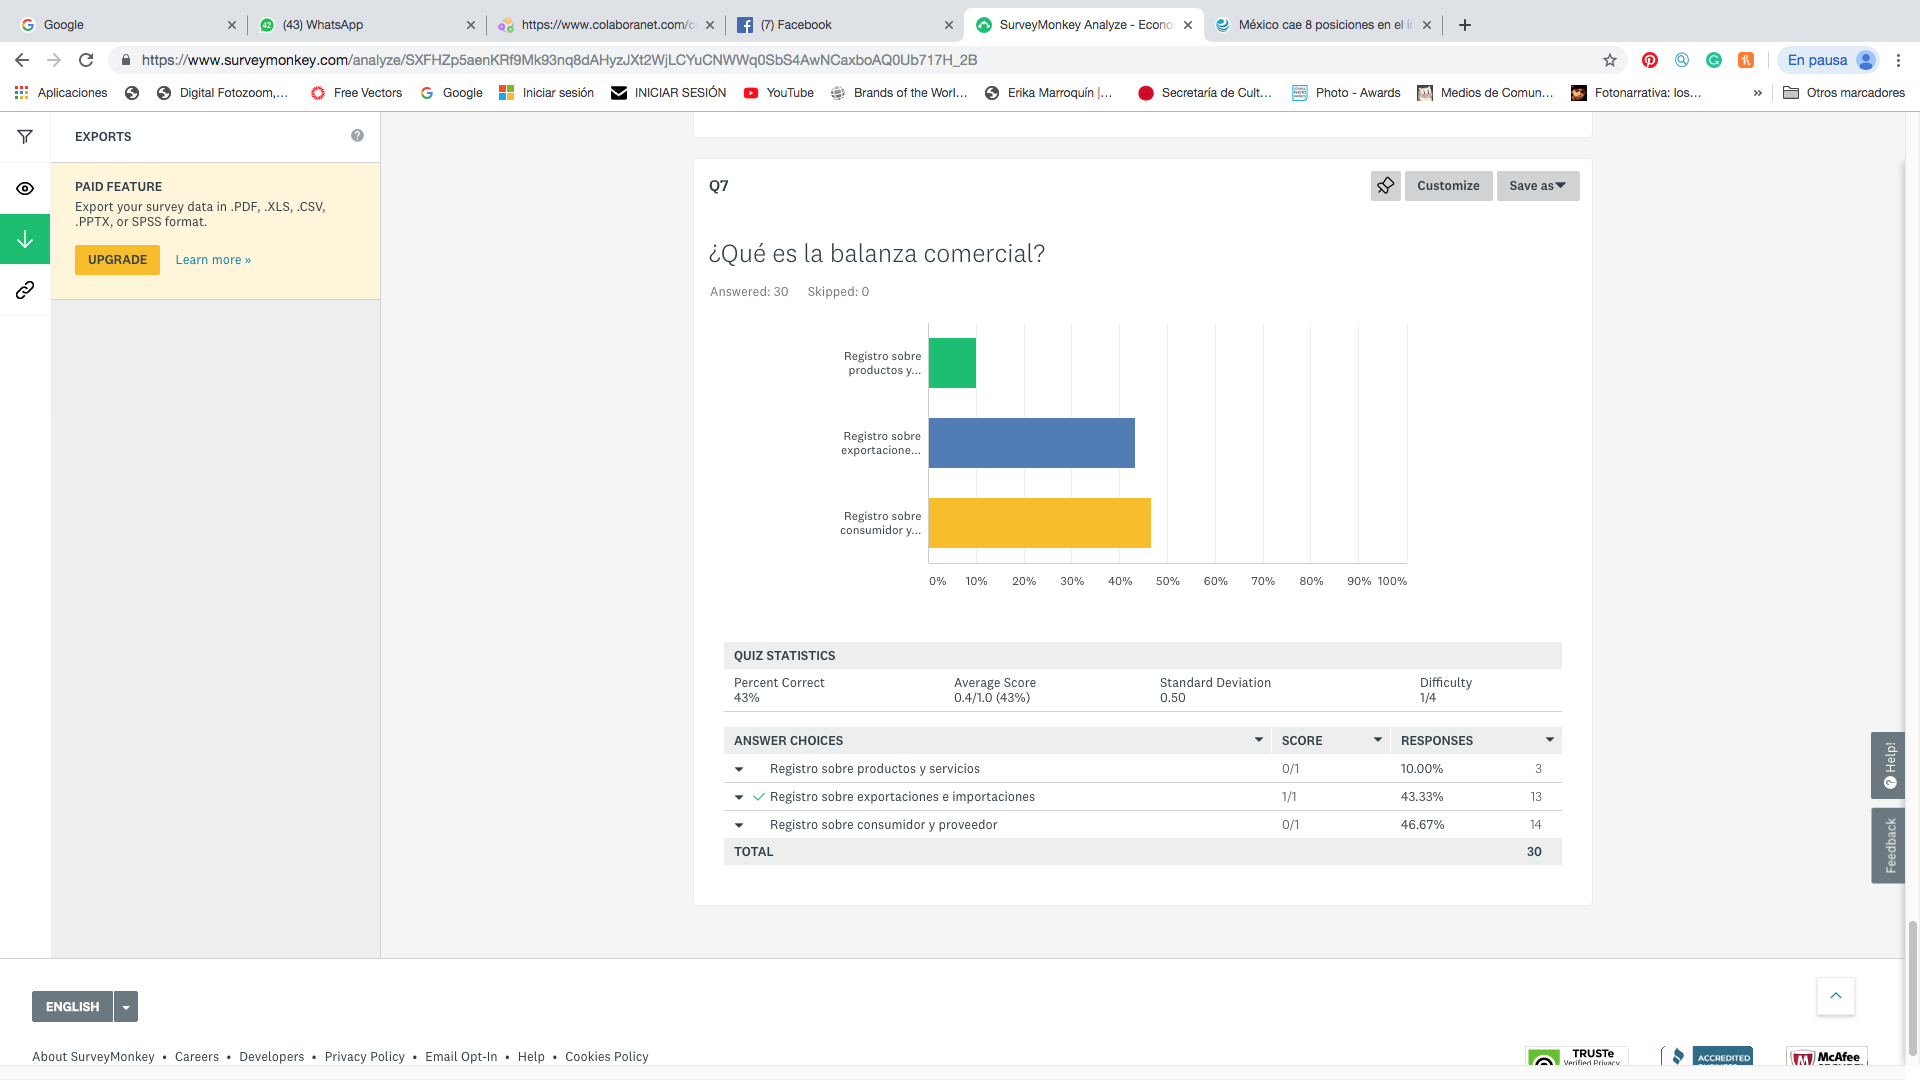 Google
(43) WhatsApp
https://www.colaboranet.com/c
(7) Facebook
SurveyMonkey Analyze - Econo
México cae 8 posiciones en el í
https://www.surveymonkey.com/analyze/SXFHZp5aenKRf9Mk93nq8dAHyzJXt2WjLCYuCNWWq0SbS4AwNCaxboAQ0Ub717H_2B
En pausa
Aplicaciones
Digital Fotozoom,...
Free Vectors
Google
Iniciar sesión
INICIAR SESIÓN
YouTube
Brands of the Worl...
Erika Marroquín |...
Secretaría de Cult...
Photo - Awards
Medios de Comun...
Fotonarrativa: los...
»
Otros marcadores
EXPORTS
PAID FEATURE
Export your survey data in .PDF, .XLS, .CSV,
.PPTX, or SPSS format.
UPGRADE
Learn more »
Q7
Customize
Save as
¿Qué es la balanza comercial?
Answered: 30 Skipped: 0
Registro sobre
productos y...
Registro sobre
exportacione...
Registro sobre
consumidor y...
0% 10% 20% 30% 40% 50% 60% 70% 80% 90% 100%
QUIZ STATISTICS
Percent Correct Average Score Standard Deviation Difficulty
43% 0.4/1.0 (43%) 0.50 1/4
ANSWER CHOICES SCORE RESPONSES
Registro sobre productos y servicios 0/1 10.00% 3
Registro sobre exportaciones e importaciones 1/1 43.33% 13
Registro sobre consumidor y proveedor 0/1 46.67% 14
TOTAL 30
Help!
Feedback
ENGLISH
About SurveyMonkey • Careers • Developers • Privacy Policy • Email Opt-In • Help • Cookies Policy
TRUSTe
Verified Privacy
ACCREDITED
McAfee